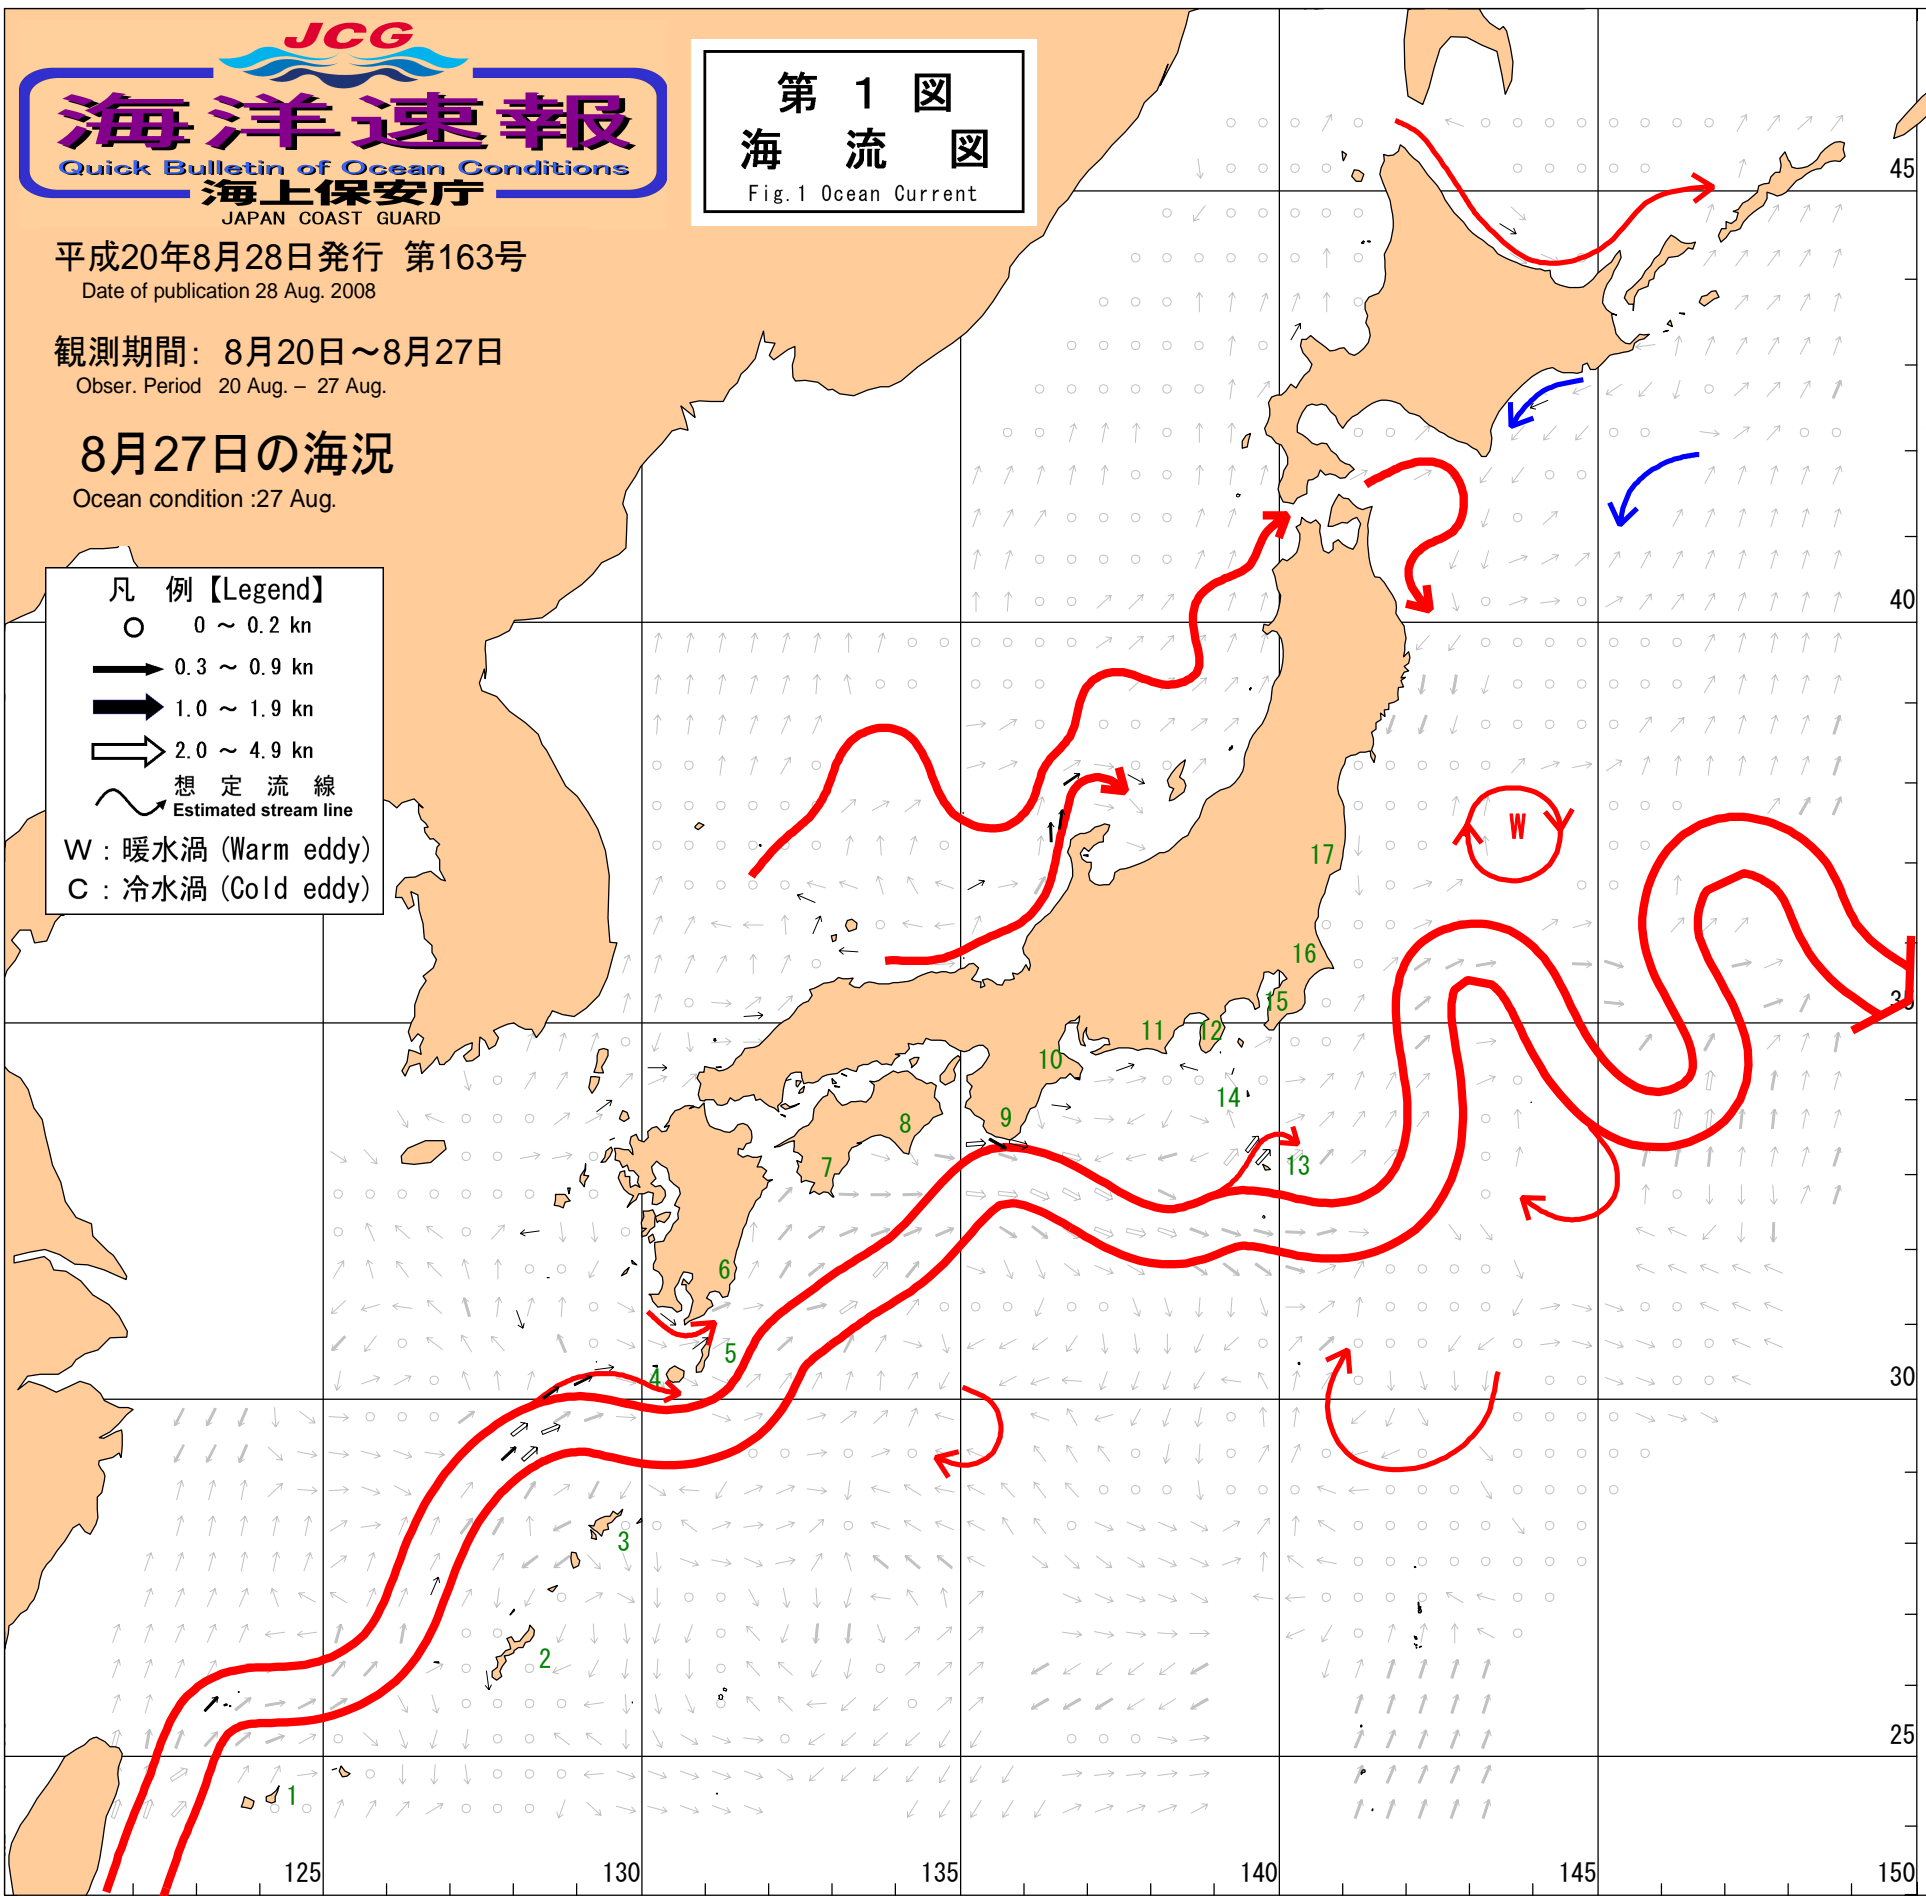 JCG
海洋速報
Quick Bulletin of Ocean Conditions
海上保安庁
JAPAN COAST GUARD
第 1 図
海 流 図
Fig.1 Ocean Current
平成20年8月28日発行 第163号
Date of publication 28 Aug. 2008
観測期間: 8月20日～8月27日
Obser. Period 20 Aug. – 27 Aug.
8月27日の海況
Ocean condition :27 Aug.
凡 例【Legend】
0 ～ 0.2 kn
0.3 ～ 0.9 kn
1.0 ～ 1.9 kn
2.0 ～ 4.9 kn
想 定 流 線
Estimated stream line
W : 暖水渦 (Warm eddy)
C : 冷水渦 (Cold eddy)
45
40
W
17
16
35
15
11
12
10
14
9
8
13
7
6
5
4
30
3
2
25
1
125
130
135
140
145
150